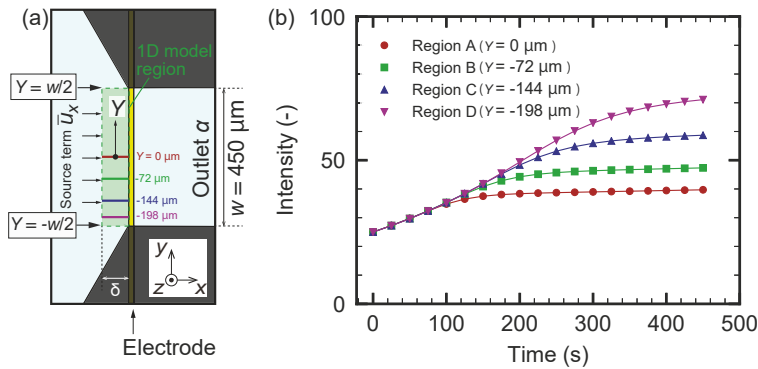 (a)
1D model
region
Y = w/2
Source term u̅x
Y
Y = 0 μm
-72 μm
-144 μm
-198 μm
Outlet α
w = 450 μm
Y = -w/2
δ
y
z
x
Electrode
(b)
100
50
0
Intensity (-)
Region A (Y = 0 μm)
Region B (Y = -72 μm)
Region C (Y = -144 μm)
Region D (Y = -198 μm)
0
100
200
300
400
500
Time (s)